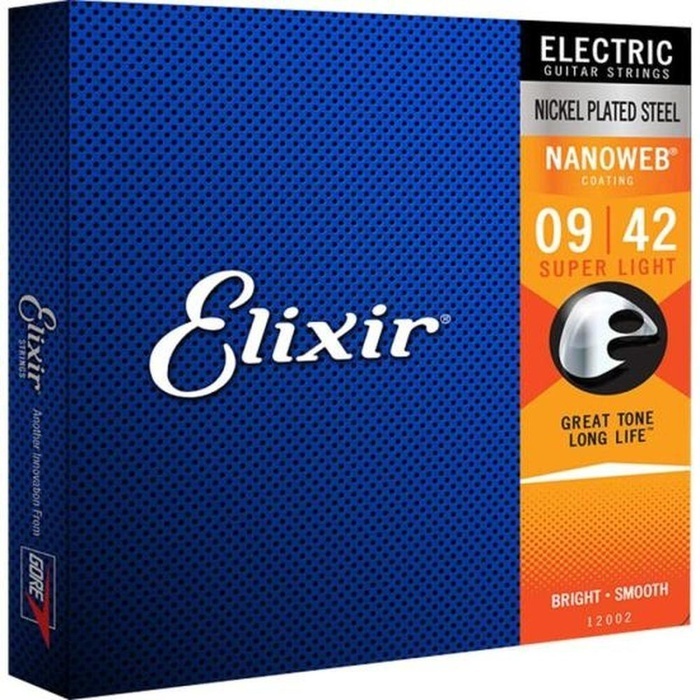 Elixir®
STRINGS
Another Innovation From
GORE
Elixir®
ELECTRIC
GUITAR STRINGS
NICKEL PLATED STEEL
NANOWEB®
COATING
09 | 42
SUPER LIGHT
e
GREAT TONE
LONG LIFE™
BRIGHT • SMOOTH
12002